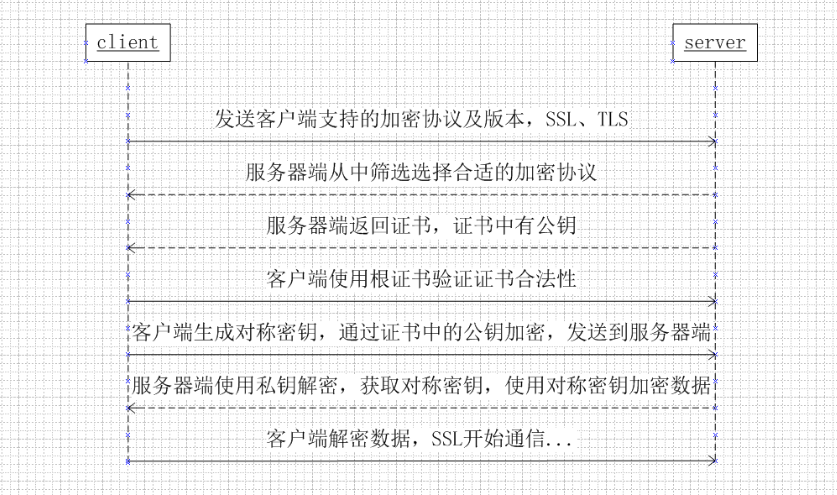 client
server
发送客户端支持的加密协议及版本，SSL、TLS
服务器端从中筛选选择合适的加密协议
服务器端返回证书，证书中有公钥
客户端使用根证书验证证书合法性
客户端生成对称密钥，通过证书中的公钥加密，发送到服务器端
服务器端使用私钥解密，获取对称密钥，使用对称密钥加密数据
客户端解密数据，SSL开始通信...